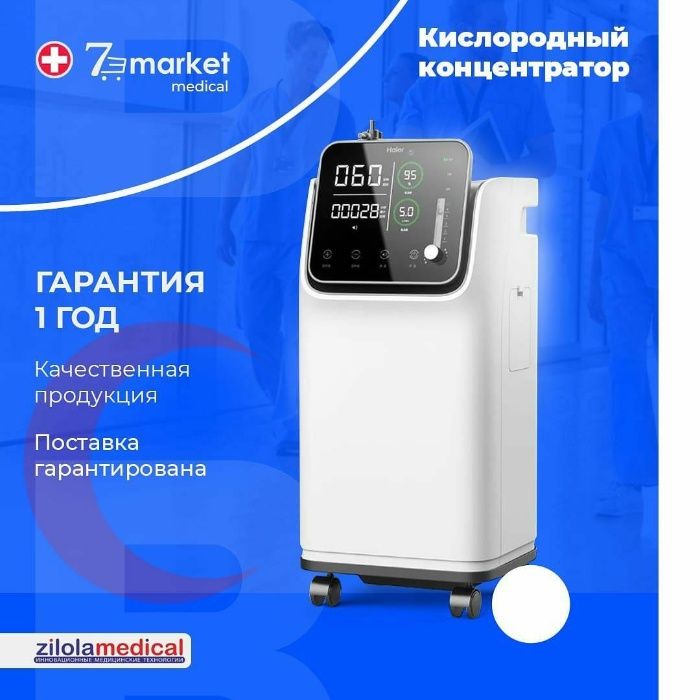 7market
medical
Кислородный
концентратор
Haier
060
95
00028
5.0
ГАРАНТИЯ
1 ГОД
Качественная
продукция
Поставка
гарантирована
zilolamedical
ИННОВАЦИОННЫЕ МЕДИЦИНСКИЕ ТЕХНОЛОГИИ